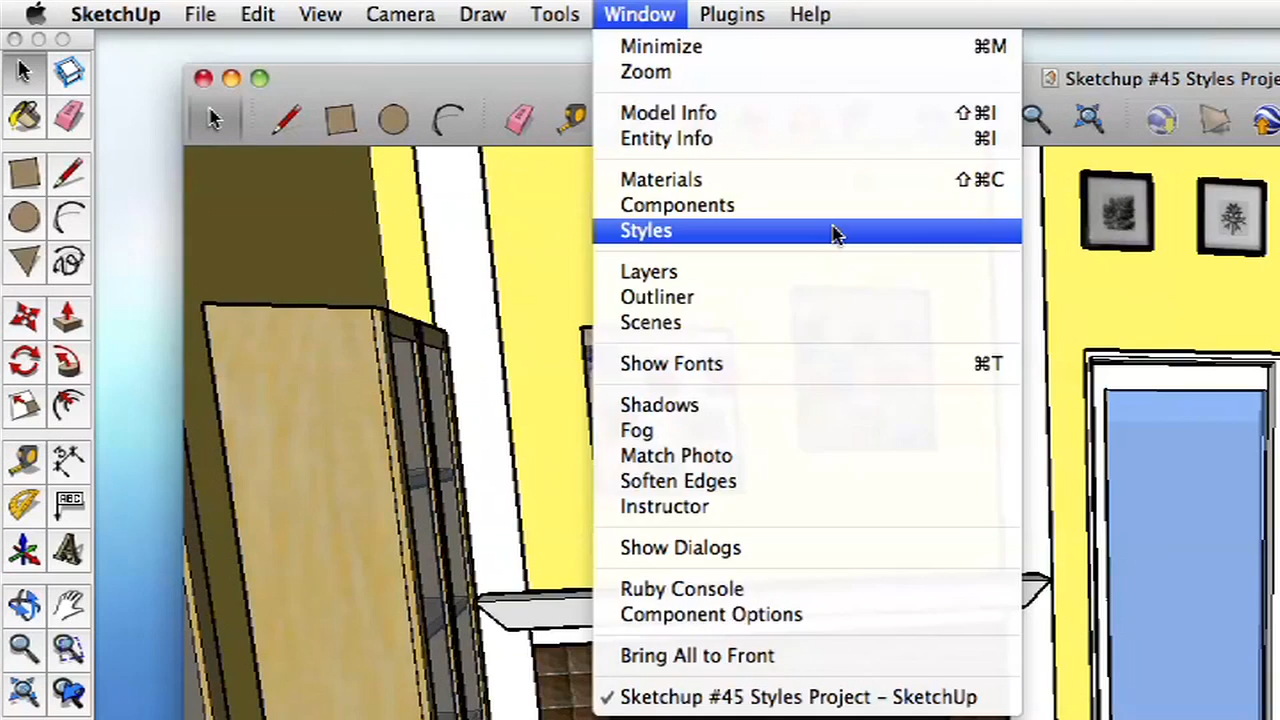 SketchUp File Edit View Camera Draw Tools Window Plugins Help
Minimize ⌘M
Zoom
Sketchup #45 Styles Proje
Model Info ⇧⌘I
Entity Info ⌘I
Materials ⇧⌘C
Components
Styles
Layers
Outliner
Scenes
Show Fonts ⌘T
Shadows
Fog
Match Photo
Soften Edges
Instructor
ABC
Show Dialogs
A
Ruby Console
Component Options
Bring All to Front
✓ Sketchup #45 Styles Project – SketchUp